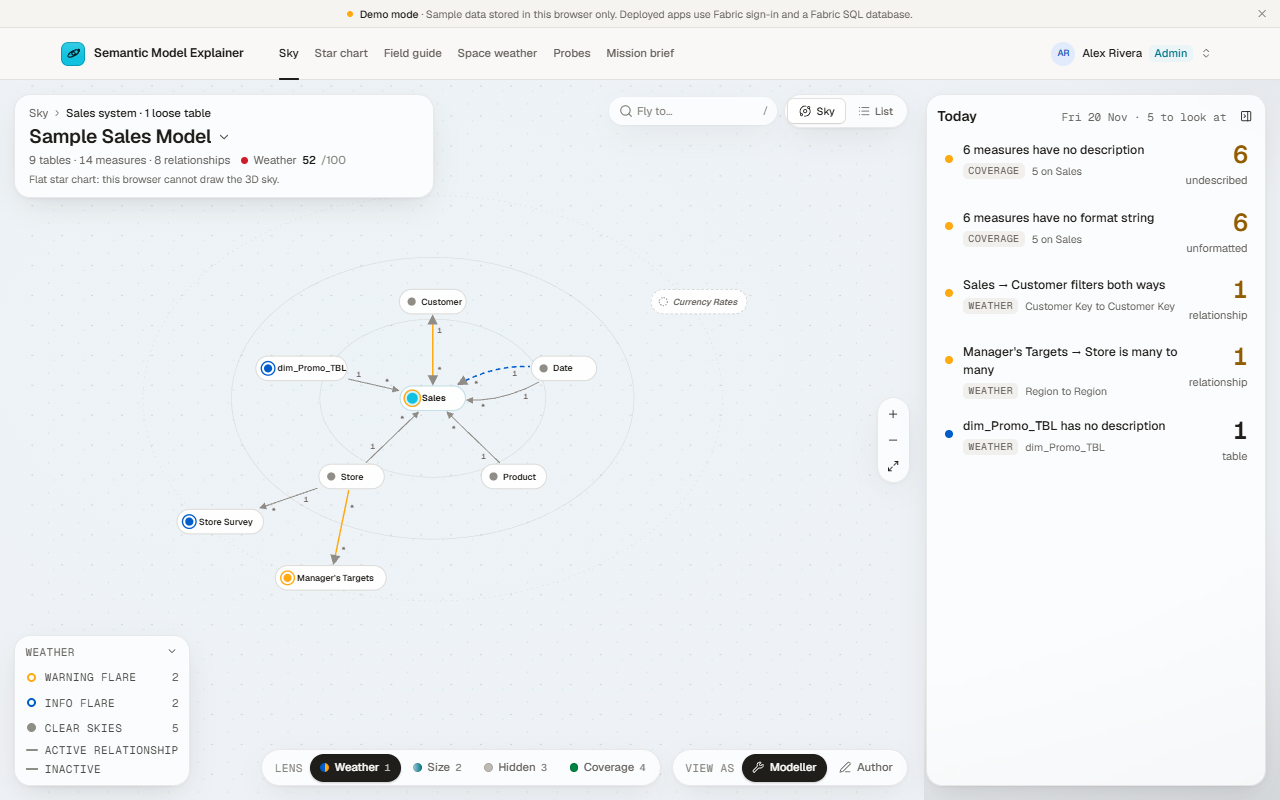 Demo mode · Sample data stored in this browser only. Deployed apps use Fabric sign-in and a Fabric SQL database.
Semantic Model Explainer
Sky
Star chart
Field guide
Space weather
Probes
Mission brief
AR
Alex Rivera
Admin
Sky › Sales system · 1 loose table
Sample Sales Model
9 tables · 14 measures · 8 relationships
Weather 52 /100
Flat star chart: this browser cannot draw the 3D sky.
Fly to...
/
Sky
List
Customer
Currency Rates
1
*
dim_Promo_TBL
1
*
Date
1
*
Sales
1
*
*
1
*
1
Store
Product
1
*
*
Store Survey
*
Manager's Targets
WEATHER
WARNING FLARE 2
INFO FLARE 2
CLEAR SKIES 5
ACTIVE RELATIONSHIP
INACTIVE
LENS
Weather 1
Size 2
Hidden 3
Coverage 4
VIEW AS
Modeller
Author
Today
Fri 20 Nov · 5 to look at
6 measures have no description
COVERAGE 5 on Sales
6
undescribed
6 measures have no format string
COVERAGE 5 on Sales
6
unformatted
Sales → Customer filters both ways
WEATHER Customer Key to Customer Key
1
relationship
Manager's Targets → Store is many to
many
WEATHER Region to Region
1
relationship
dim_Promo_TBL has no description
WEATHER dim_Promo_TBL
1
table